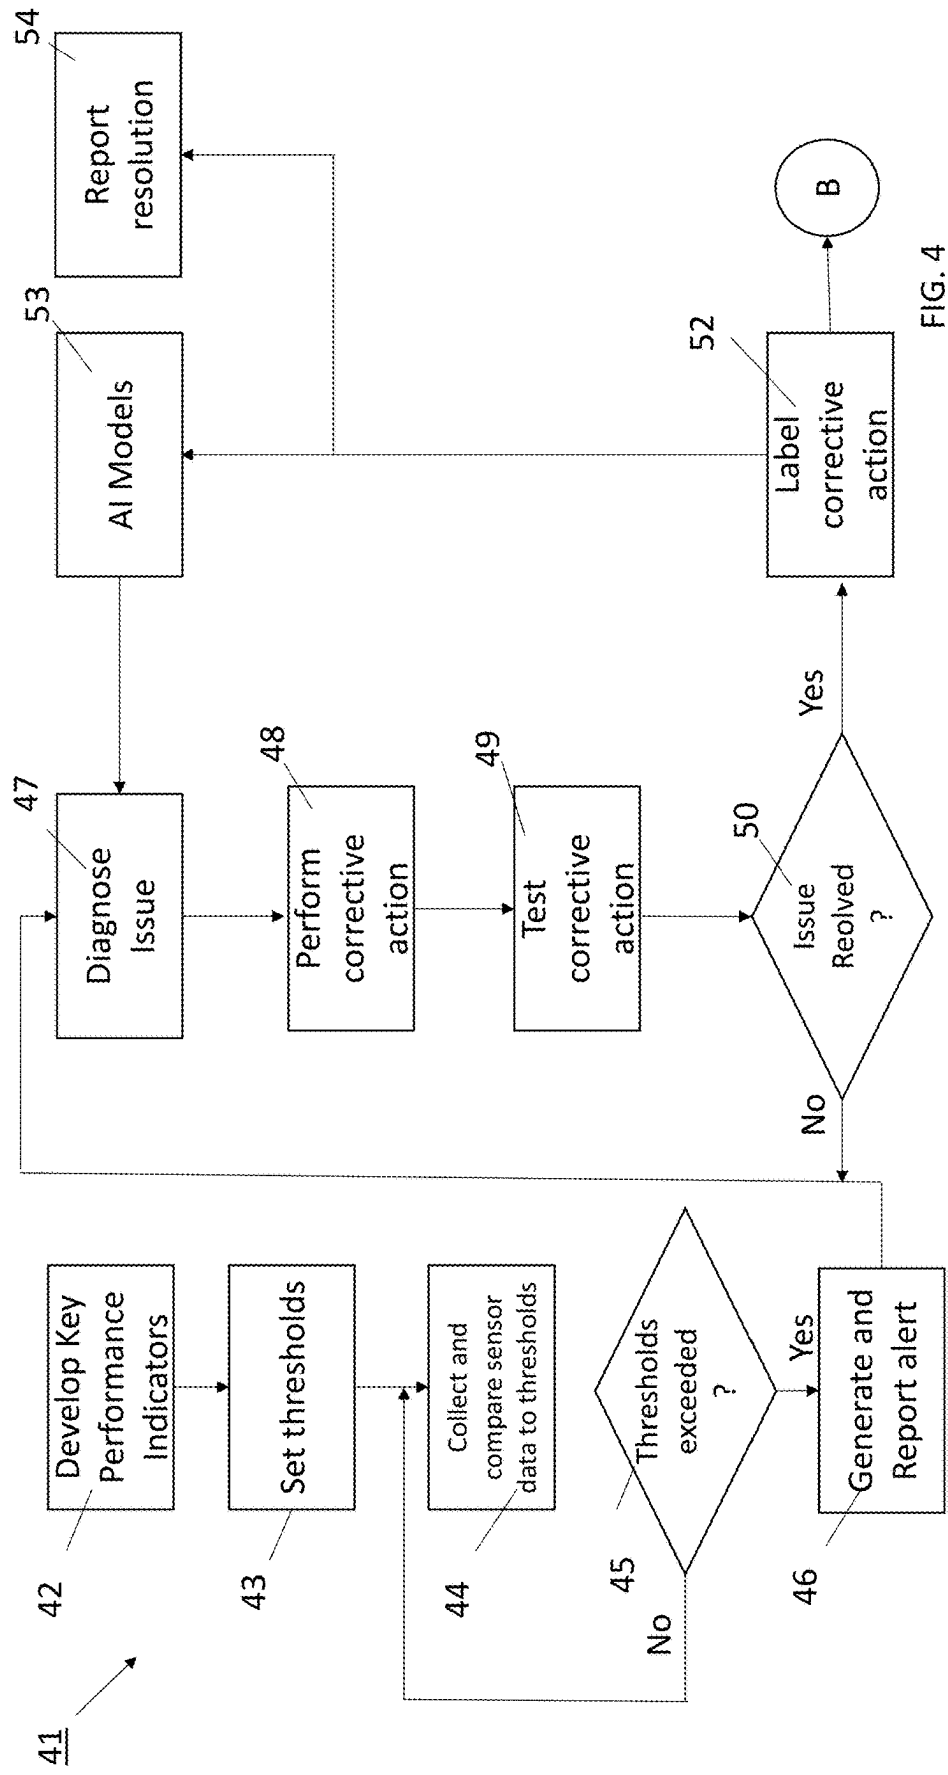 41
42
Develop Key
Performance
Indicators
43
Set thresholds
44
Collect and
compare sensor
data to thresholds
45
Thresholds
exceeded
?
No
Yes
46
Generate and
Report alert
47
Diagnose
Issue
48
Perform
corrective
action
49
Test
corrective
action
50
Issue
Reolved
?
No
Yes
53
AI Models
54
Report
resolution
52
Label
corrective
action
B
FIG. 4